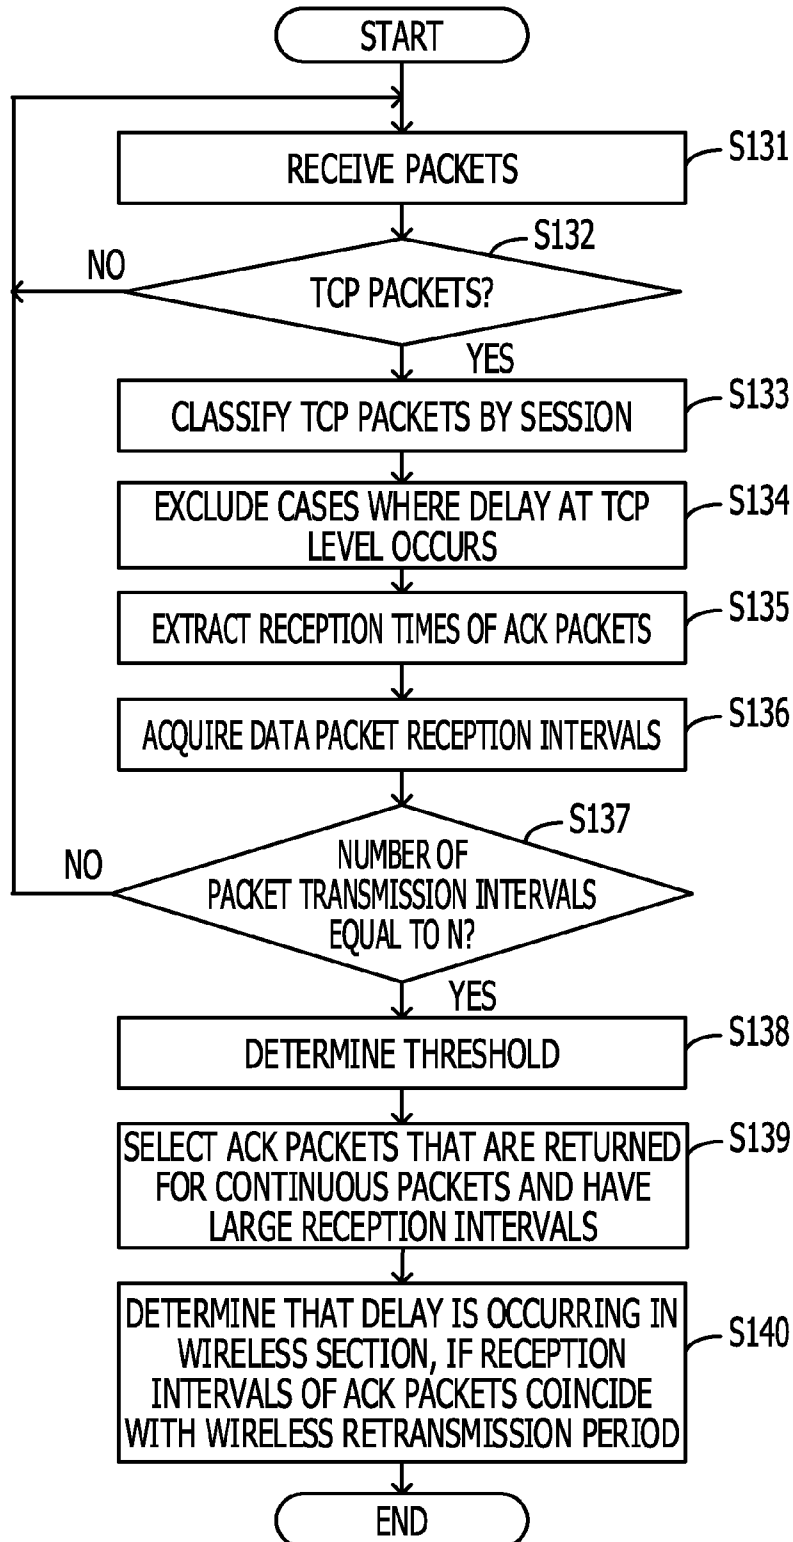 START
RECEIVE PACKETS
S131
TCP PACKETS?
S132
NO
YES
CLASSIFY TCP PACKETS BY SESSION
S133
EXCLUDE CASES WHERE DELAY AT TCP
LEVEL OCCURS
S134
EXTRACT RECEPTION TIMES OF ACK PACKETS
S135
ACQUIRE DATA PACKET RECEPTION INTERVALS
S136
NUMBER OF
PACKET TRANSMISSION INTERVALS
EQUAL TO N?
S137
NO
YES
DETERMINE THRESHOLD
S138
SELECT ACK PACKETS THAT ARE RETURNED
FOR CONTINUOUS PACKETS AND HAVE
LARGE RECEPTION INTERVALS
S139
DETERMINE THAT DELAY IS OCCURRING IN
WIRELESS SECTION, IF RECEPTION
INTERVALS OF ACK PACKETS COINCIDE
WITH WIRELESS RETRANSMISSION PERIOD
S140
END